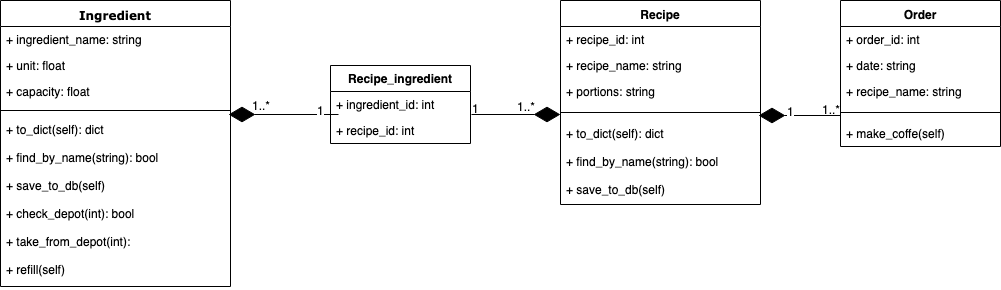 Ingredient
+ ingredient_name: string
+ unit: float
+ capacity: float
+ to_dict(self): dict
+ find_by_name(string): bool
+ save_to_db(self)
+ check_depot(int): bool
+ take_from_depot(int):
+ refill(self)
1..*
1
Recipe_ingredient
+ ingredient_id: int
+ recipe_id: int
1
1..*
Recipe
+ recipe_id: int
+ recipe_name: string
+ portions: string
+ to_dict(self): dict
+ find_by_name(string): bool
+ save_to_db(self)
1
1..*
Order
+ order_id: int
+ date: string
+ recipe_name: string
+ make_coffe(self)